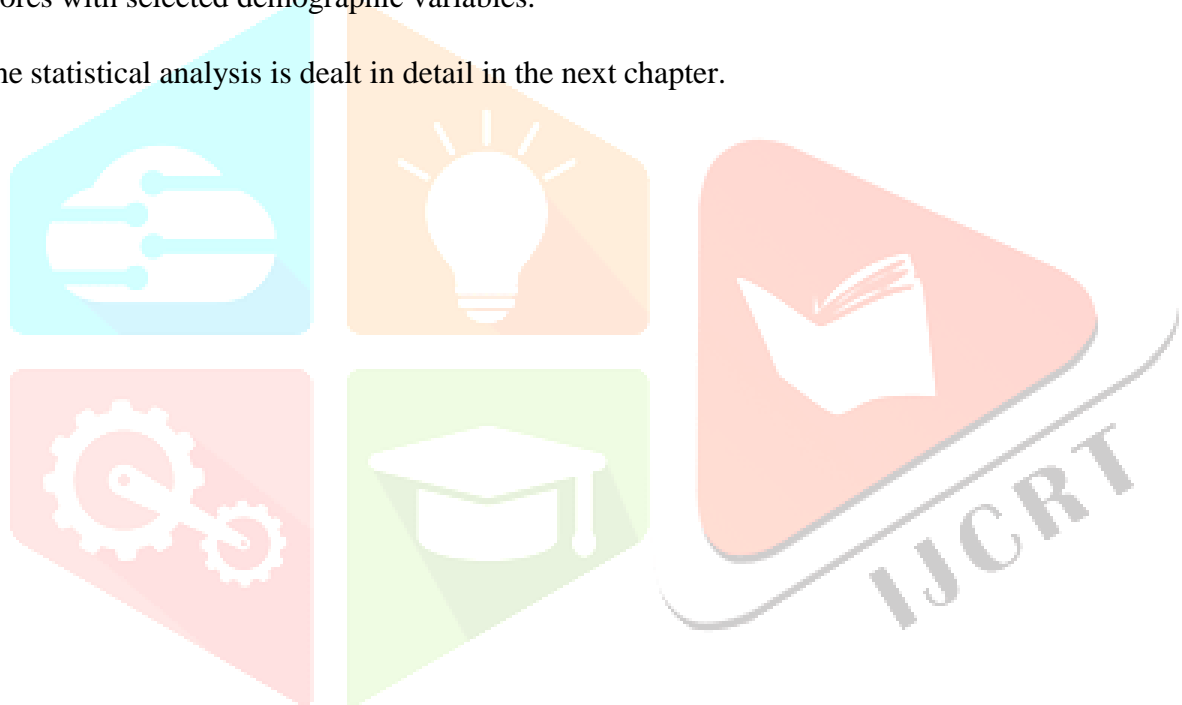 ores with selected demographic variables.
he statistical analysis is dealt in detail in the next chapter.
IJCRT